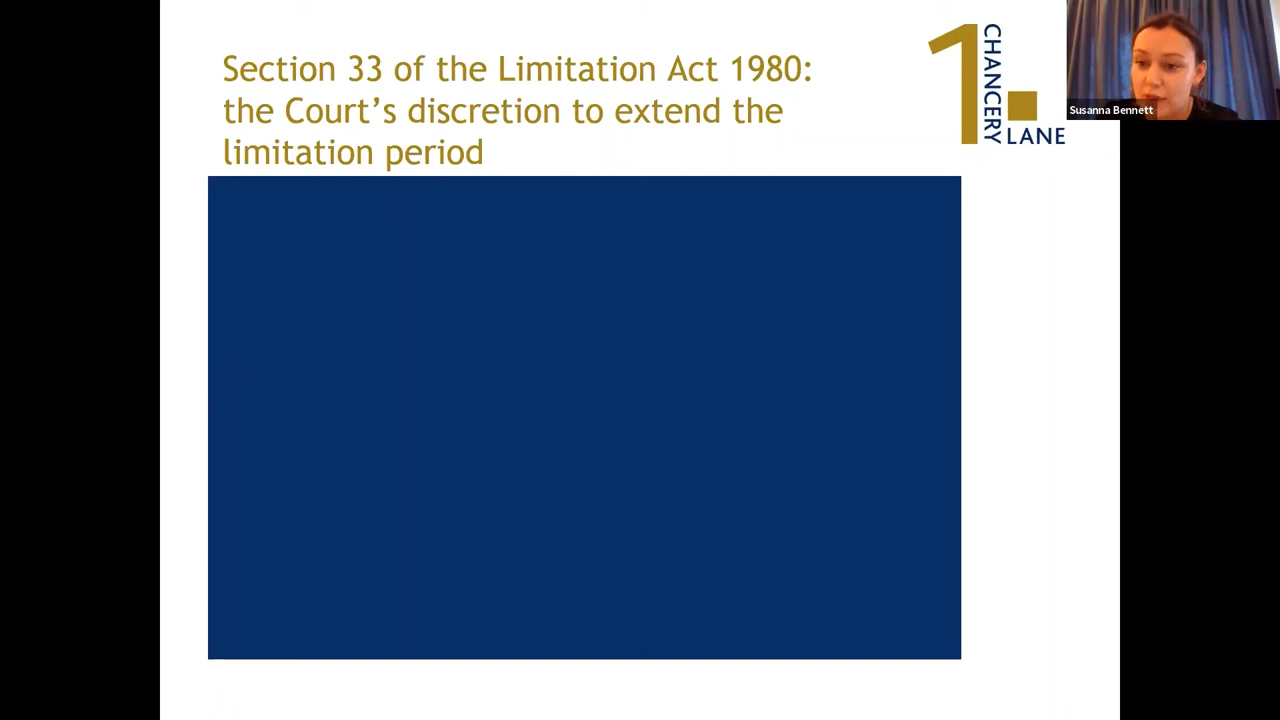 Section 33 of the Limitation Act 1980:
the Court's discretion to extend the
limitation period
1
CHANCERY
LANE
Susanna Bennett